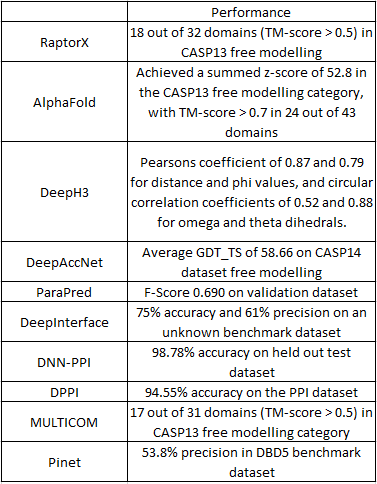 Performance
RaptorX
18 out of 32 domains (TM-score > 0.5) in
CASP13 free modelling
AlphaFold
Achieved a summed z-score of 52.8 in
the CASP13 free modelling category,
with TM-score > 0.7 in 24 out of 43
domains
DeepH3
Pearsons coefficient of 0.87 and 0.79
for distance and phi values, and circular
correlation coefficients of 0.52 and 0.88
for omega and theta dihedrals.
DeepAccNet
Average GDT_TS of 58.66 on CASP14
dataset free modelling
ParaPred
F-Score 0.690 on validation dataset
DeepInterface
75% accuracy and 61% precision on an
unknown benchmark dataset
DNN-PPI
98.78% accuracy on held out test
dataset
DPPI
94.55% accuracy on the PPI dataset
MULTICOM
17 out of 31 domains (TM-score > 0.5) in
CASP13 free modelling category
Pinet
53.8% precision in DBD5 benchmark
dataset